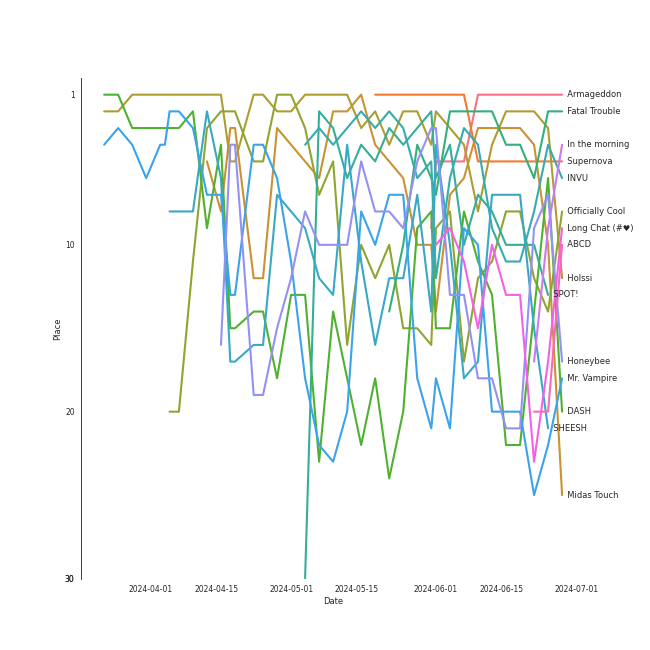 1
Armageddon
Fatal Trouble
In the morning
Supernova
INVU
Officially Cool
Long Chat (#♥)
10
ABCD
Holssi
SPOT!
Place
Honeybee
Mr. Vampire
20
DASH
SHEESH
Midas Touch
30
2024-04-01 2024-04-15 2024-05-01 2024-05-15 2024-06-01 2024-06-15 2024-07-01
Date